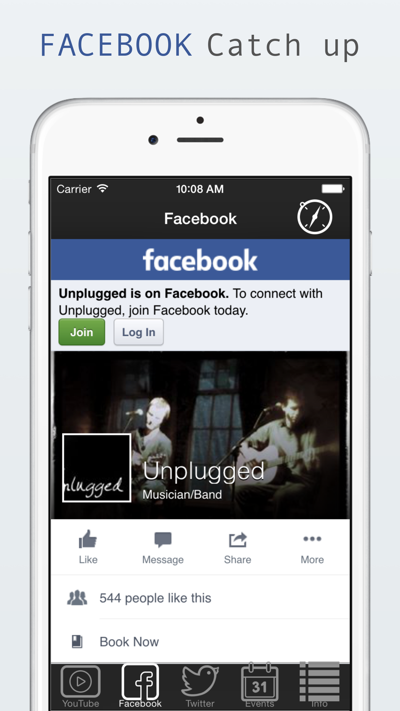 FACEBOOK Catch up
Carrier 10:08 AM
Facebook
facebook
Unplugged is on Facebook. To connect with
Unplugged, join Facebook today.
Join Log In
nlugged
Unplugged
Musician/Band
Like Message Share More
544 people like this
Book Now
31
YouTube Facebook Twitter Events Info